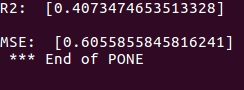 R2:  [0.4073474653513328]
MSE:  [0.6055855845816241]
 *** End of PONE